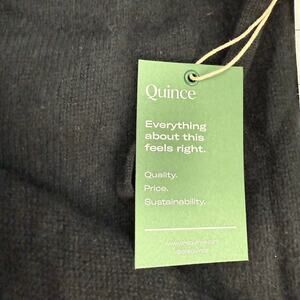 Quince
Everything
about this
feels right.
Quality.
Price.
Sustainability.